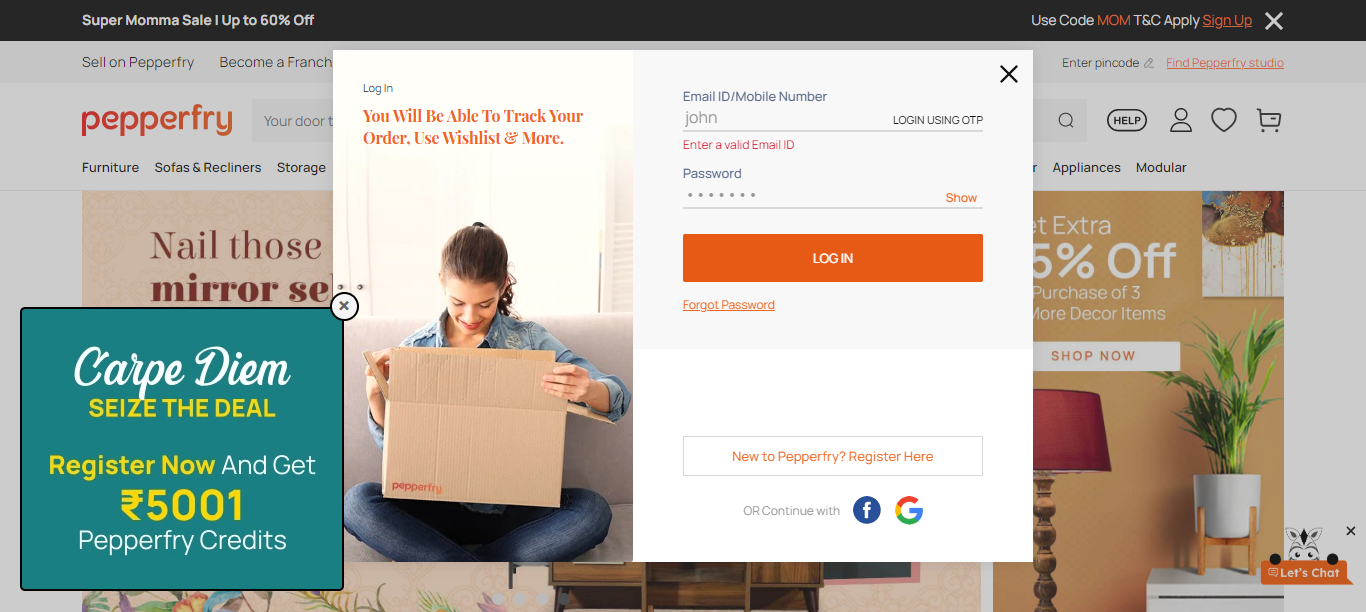 Super Momma Sale I Up to 60% Off
Use Code MOM T&C Apply Sign Up
Sell on Pepperfry
Become a Franch
Enter pincode
Find Pepperfry studio
pepperfry
Your door t
HELP
Furniture
Sofas & Recliners
Storage
r
Appliances
Modular
Log In
You Will Be Able To Track Your
Order, Use Wishlist & More.
pepperfry
Email ID/Mobile Number
john
LOGIN USING OTP
Enter a valid Email ID
Password
Show
LOG IN
Forgot Password
New to Pepperfry? Register Here
OR Continue with
Nail those
mirror se
Carpe Diem
SEIZE THE DEAL
Register Now And Get
₹5001
Pepperfry Credits
et Extra
5% Off
Purchase of 3
More Decor Items
SHOP NOW
Let's Chat